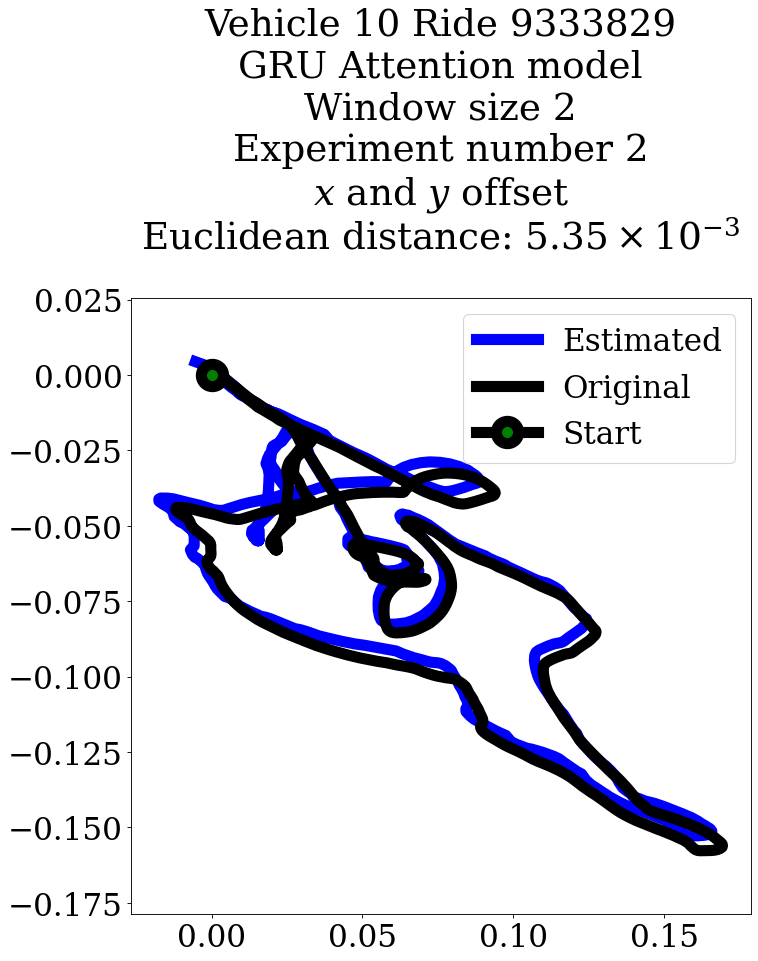 Vehicle 10 Ride 9333829
GRU Attention model
Window size 2
Experiment number 2
x and y offset
Euclidean distance: 5.35 × 10⁻³
0.025
0.000
−0.025
−0.050
−0.075
−0.100
−0.125
−0.150
−0.175
Estimated
Original
Start
0.00 0.05 0.10 0.15